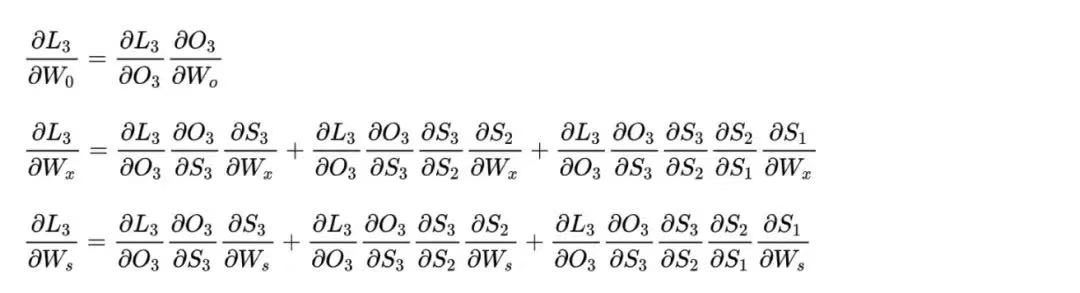 ∂L₃/∂W₀ = ∂L₃/∂O₃ ∂O₃/∂Wₒ
∂L₃/∂Wₓ = ∂L₃/∂O₃ ∂O₃/∂S₃ ∂S₃/∂Wₓ + ∂L₃/∂O₃ ∂O₃/∂S₃ ∂S₃/∂S₂ ∂S₂/∂Wₓ + ∂L₃/∂O₃ ∂O₃/∂S₃ ∂S₃/∂S₂ ∂S₂/∂S₁ ∂S₁/∂Wₓ
∂L₃/∂Wₛ = ∂L₃/∂O₃ ∂O₃/∂S₃ ∂S₃/∂Wₛ + ∂L₃/∂O₃ ∂O₃/∂S₃ ∂S₃/∂S₂ ∂S₂/∂Wₛ + ∂L₃/∂O₃ ∂O₃/∂S₃ ∂S₃/∂S₂ ∂S₂/∂S₁ ∂S₁/∂Wₛ